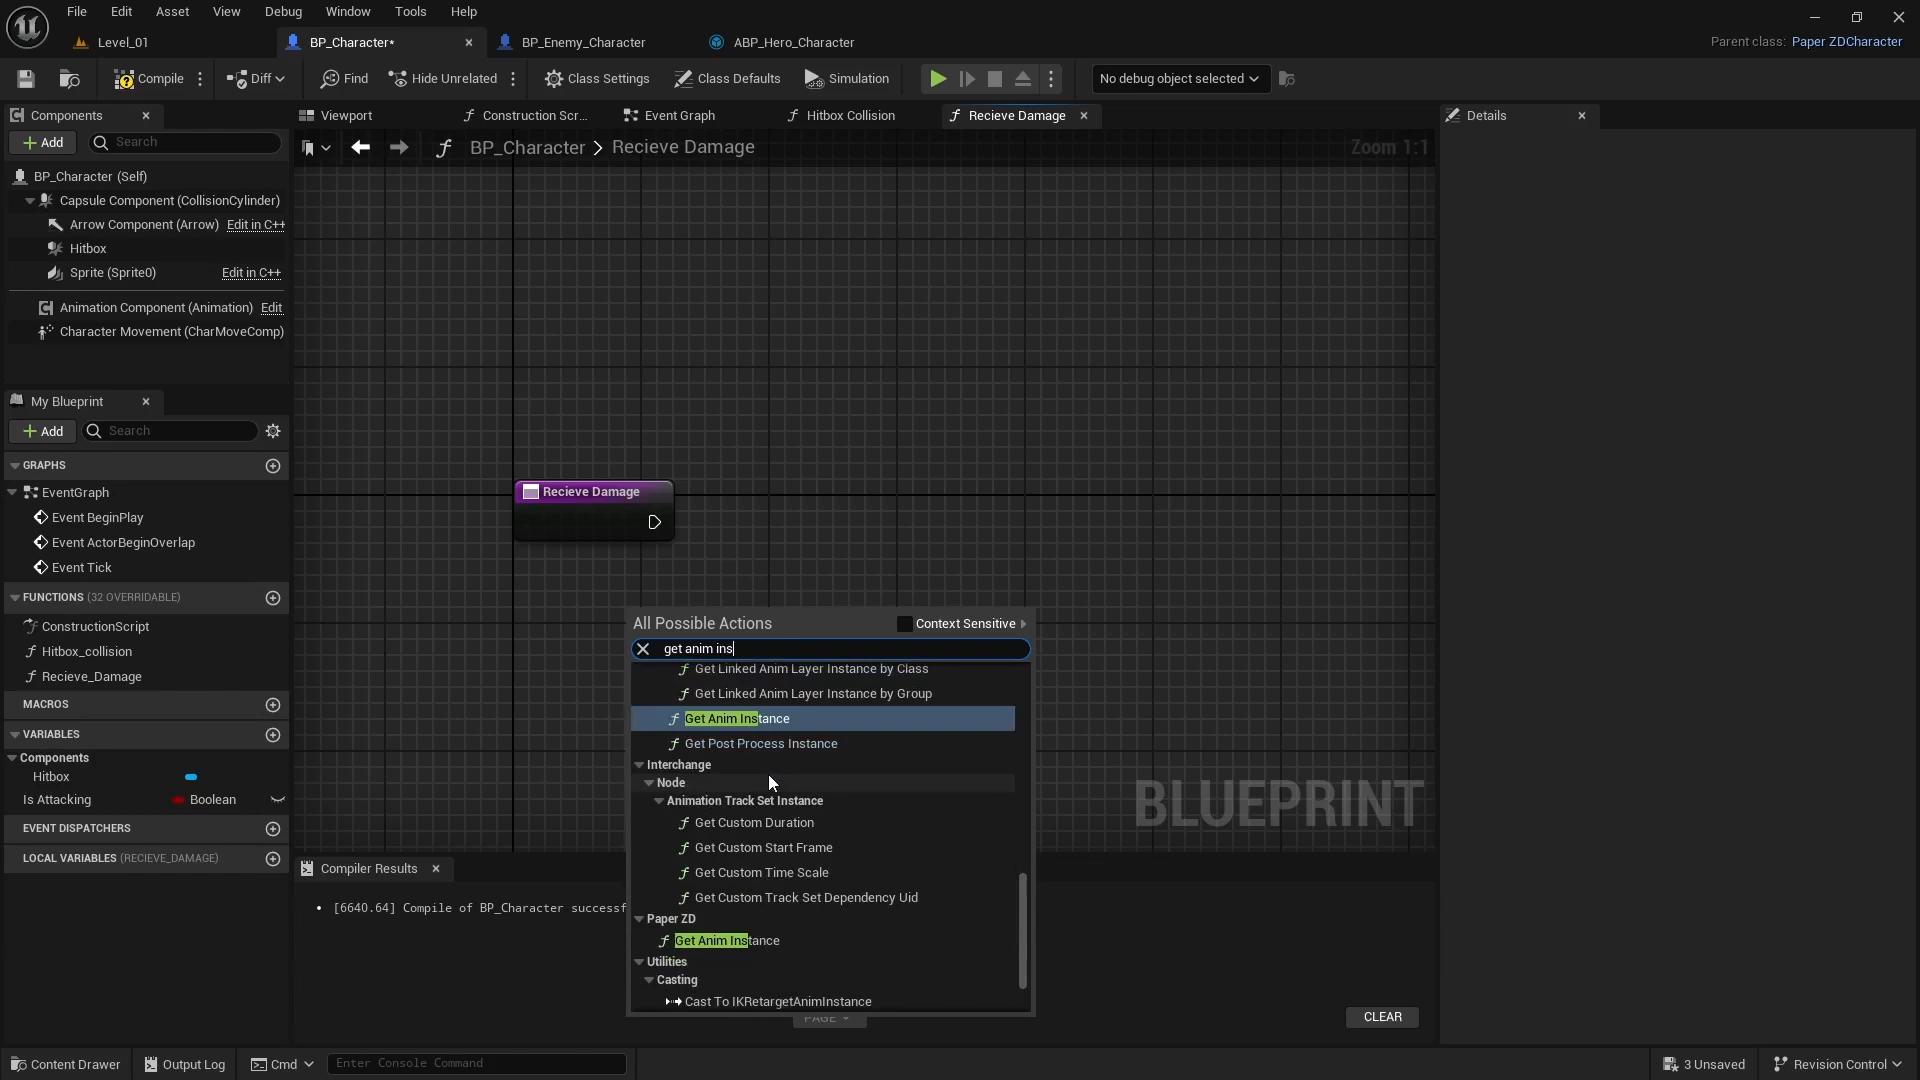 File Edit Asset View Debug Window Tools Help
Level_01 BP_Character* BP_Enemy_Character ABP_Hero_Character Parent class: Paper ZDCharacter
Compile Diff Find Hide Unrelated Class Settings Class Defaults Simulation No debug object selected
Components
Add Search
BP_Character (Self)
Capsule Component (CollisionCylinder)
Arrow Component (Arrow) Edit in C++
Hitbox
Sprite (Sprite0) Edit in C++
Animation Component (Animation) Edit
Character Movement (CharMoveComp)
My Blueprint
Add Search
GRAPHS
EventGraph
Event BeginPlay
Event ActorBeginOverlap
Event Tick
FUNCTIONS (32 OVERRIDABLE)
ConstructionScript
Hitbox_collision
Recieve_Damage
MACROS
VARIABLES
Components
Hitbox
Is Attacking Boolean
EVENT DISPATCHERS
LOCAL VARIABLES (RECIEVE_DAMAGE)
Viewport Construction Scr... Event Graph Hitbox Collision Recieve Damage
BP_Character > Recieve Damage Zoom 1:1
Recieve Damage
All Possible Actions Context Sensitive
get anim ins
Get Linked Anim Layer Instance by Class
Get Linked Anim Layer Instance by Group
Get Anim Instance
Get Post Process Instance
Interchange
Node
Animation Track Set Instance
Get Custom Duration
Get Custom Start Frame
Get Custom Time Scale
Get Custom Track Set Dependency Uid
Paper ZD
Get Anim Instance
Utilities
Casting
Cast To IKRetargetAnimInstance
BLUEPRINT
Compiler Results
[6640.64] Compile of BP_Character successf
PAGE
CLEAR
Details
Content Drawer Output Log Cmd Enter Console Command 3 Unsaved Revision Control